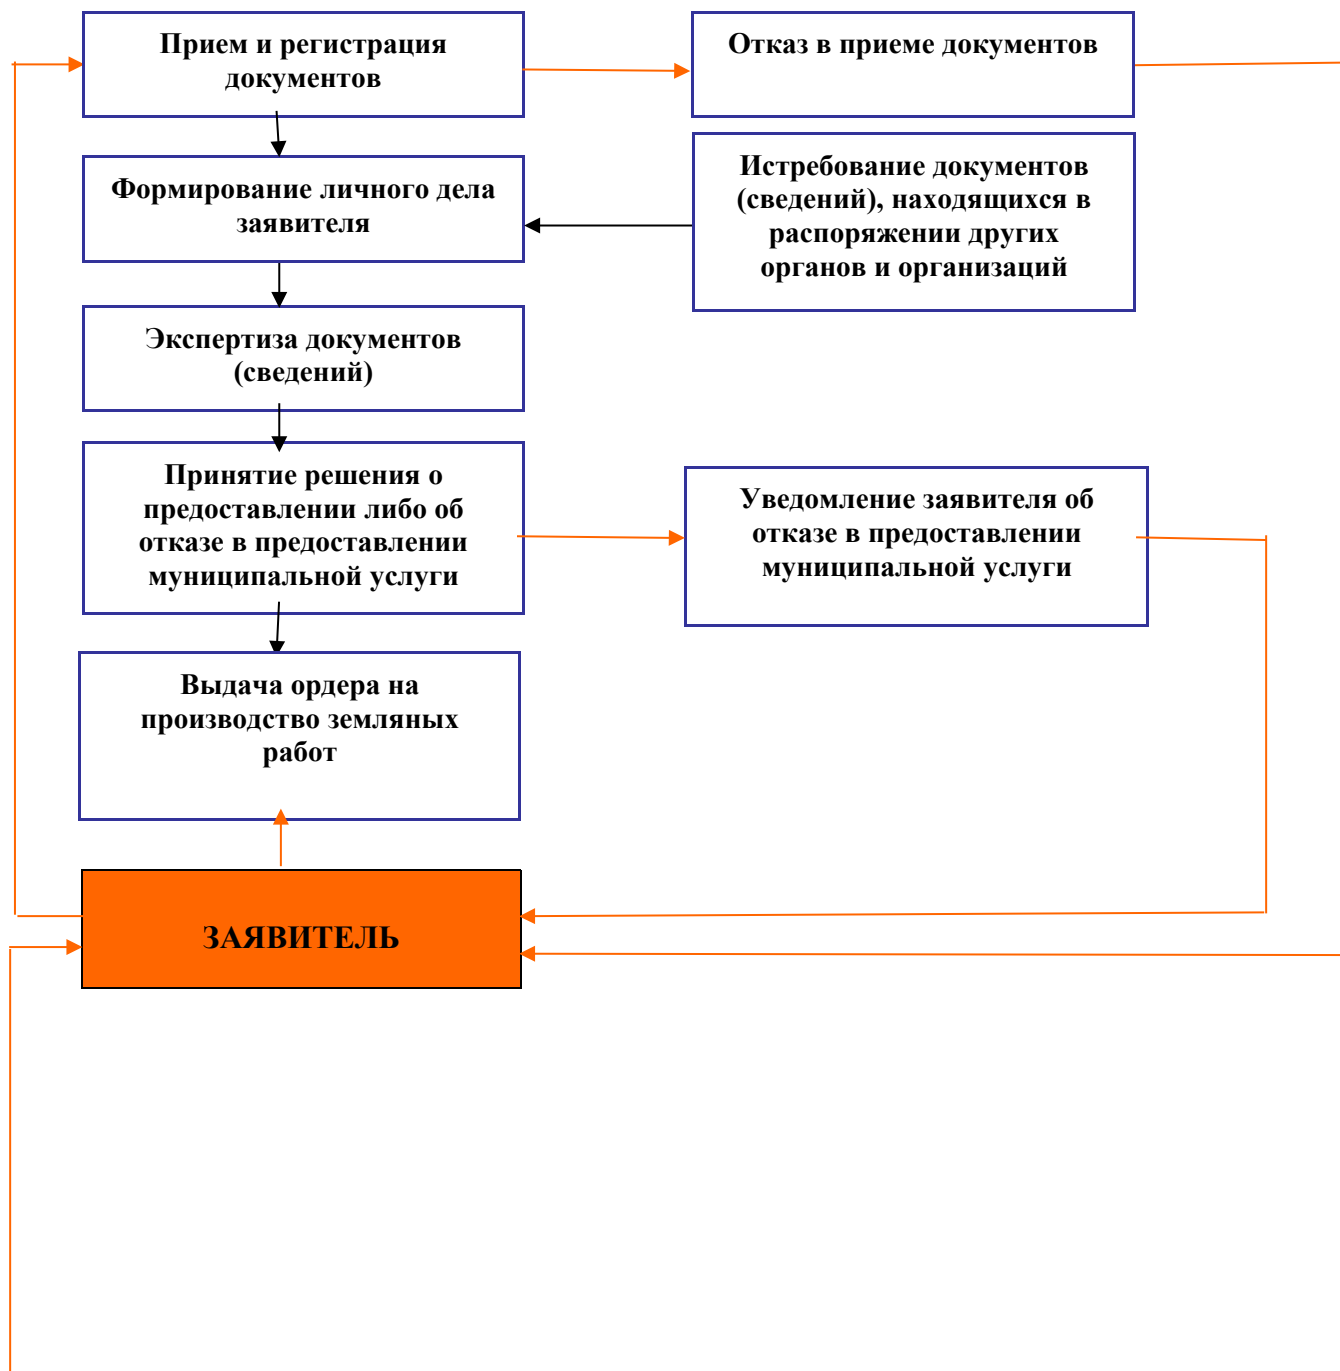 Прием и регистрация
документов
Отказ в приеме документов
Формирование личного дела
заявителя
Истребование документов
(сведений), находящихся в
распоряжении других
органов и организаций
Экспертиза документов
(сведений)
Принятие решения о
предоставлении либо об
отказе в предоставлении
муниципальной услуги
Уведомление заявителя об
отказе в предоставлении
муниципальной услуги
Выдача ордера на
производство земляных
работ
ЗАЯВИТЕЛЬ